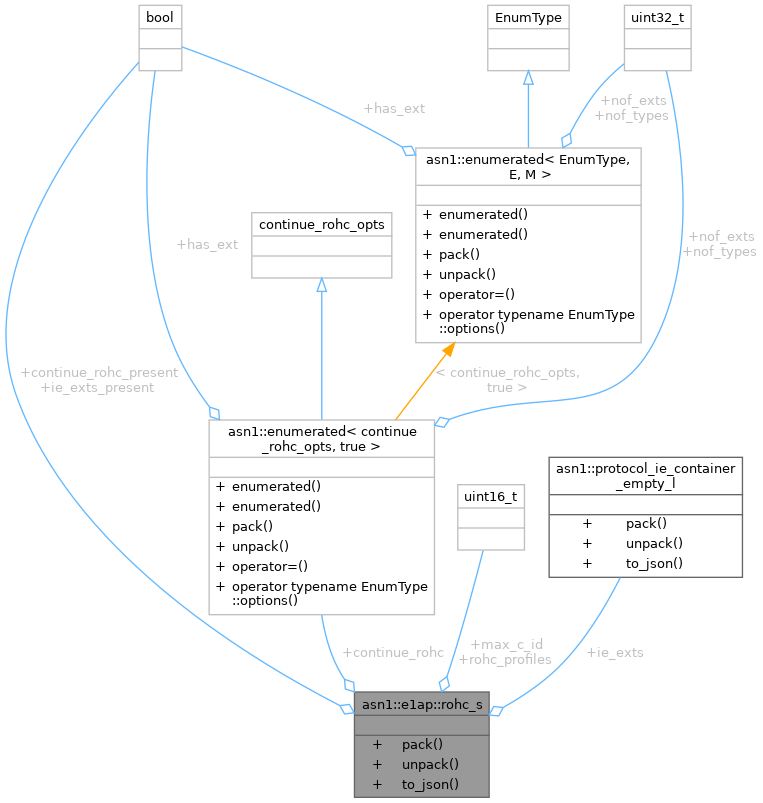 bool
EnumType
uint32_t
+has_ext
+nof_exts
+nof_types
asn1::enumerated< EnumType,
E, M >
+ enumerated()
+ enumerated()
+ pack()
+ unpack()
+ operator=()
+ operator typename EnumType
::options()
continue_rohc_opts
+has_ext
+nof_exts
+nof_types
+continue_rohc_present
+ie_exts_present
< continue_rohc_opts,
true >
asn1::enumerated< continue
_rohc_opts, true >
+ enumerated()
+ enumerated()
+ pack()
+ unpack()
+ operator=()
+ operator typename EnumType
::options()
uint16_t
asn1::protocol_ie_container
_empty_l
+ pack()
+ unpack()
+ to_json()
+continue_rohc
+max_c_id
+rohc_profiles
+ie_exts
asn1::e1ap::rohc_s
+ pack()
+ unpack()
+ to_json()